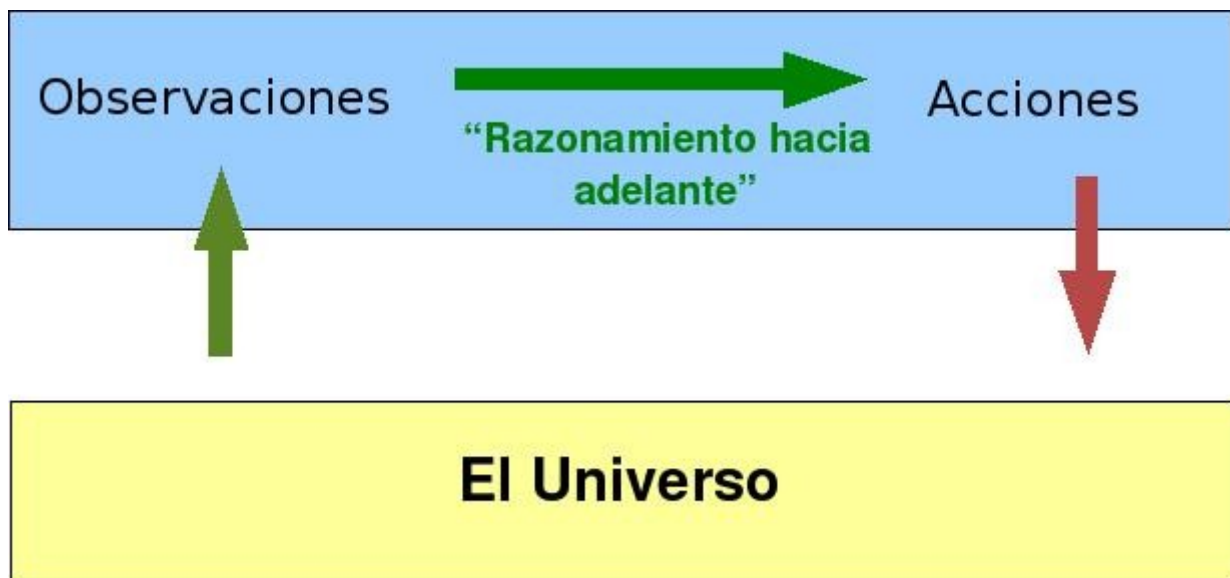 Observaciones
Acciones
“Razonamiento hacia
adelante”
El Universo